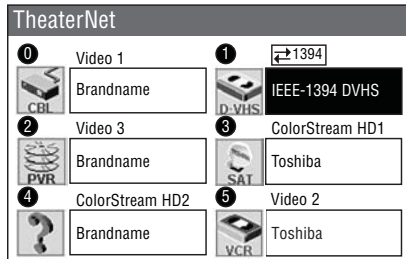 TheaterNet
0 Video 1
CBL Brandname
1 1394
D-VHS IEEE-1394 DVHS
2 Video 3
PVR Brandname
3 ColorStream HD1
SAT Toshiba
4 ColorStream HD2
? Brandname
5 Video 2
VCR Toshiba